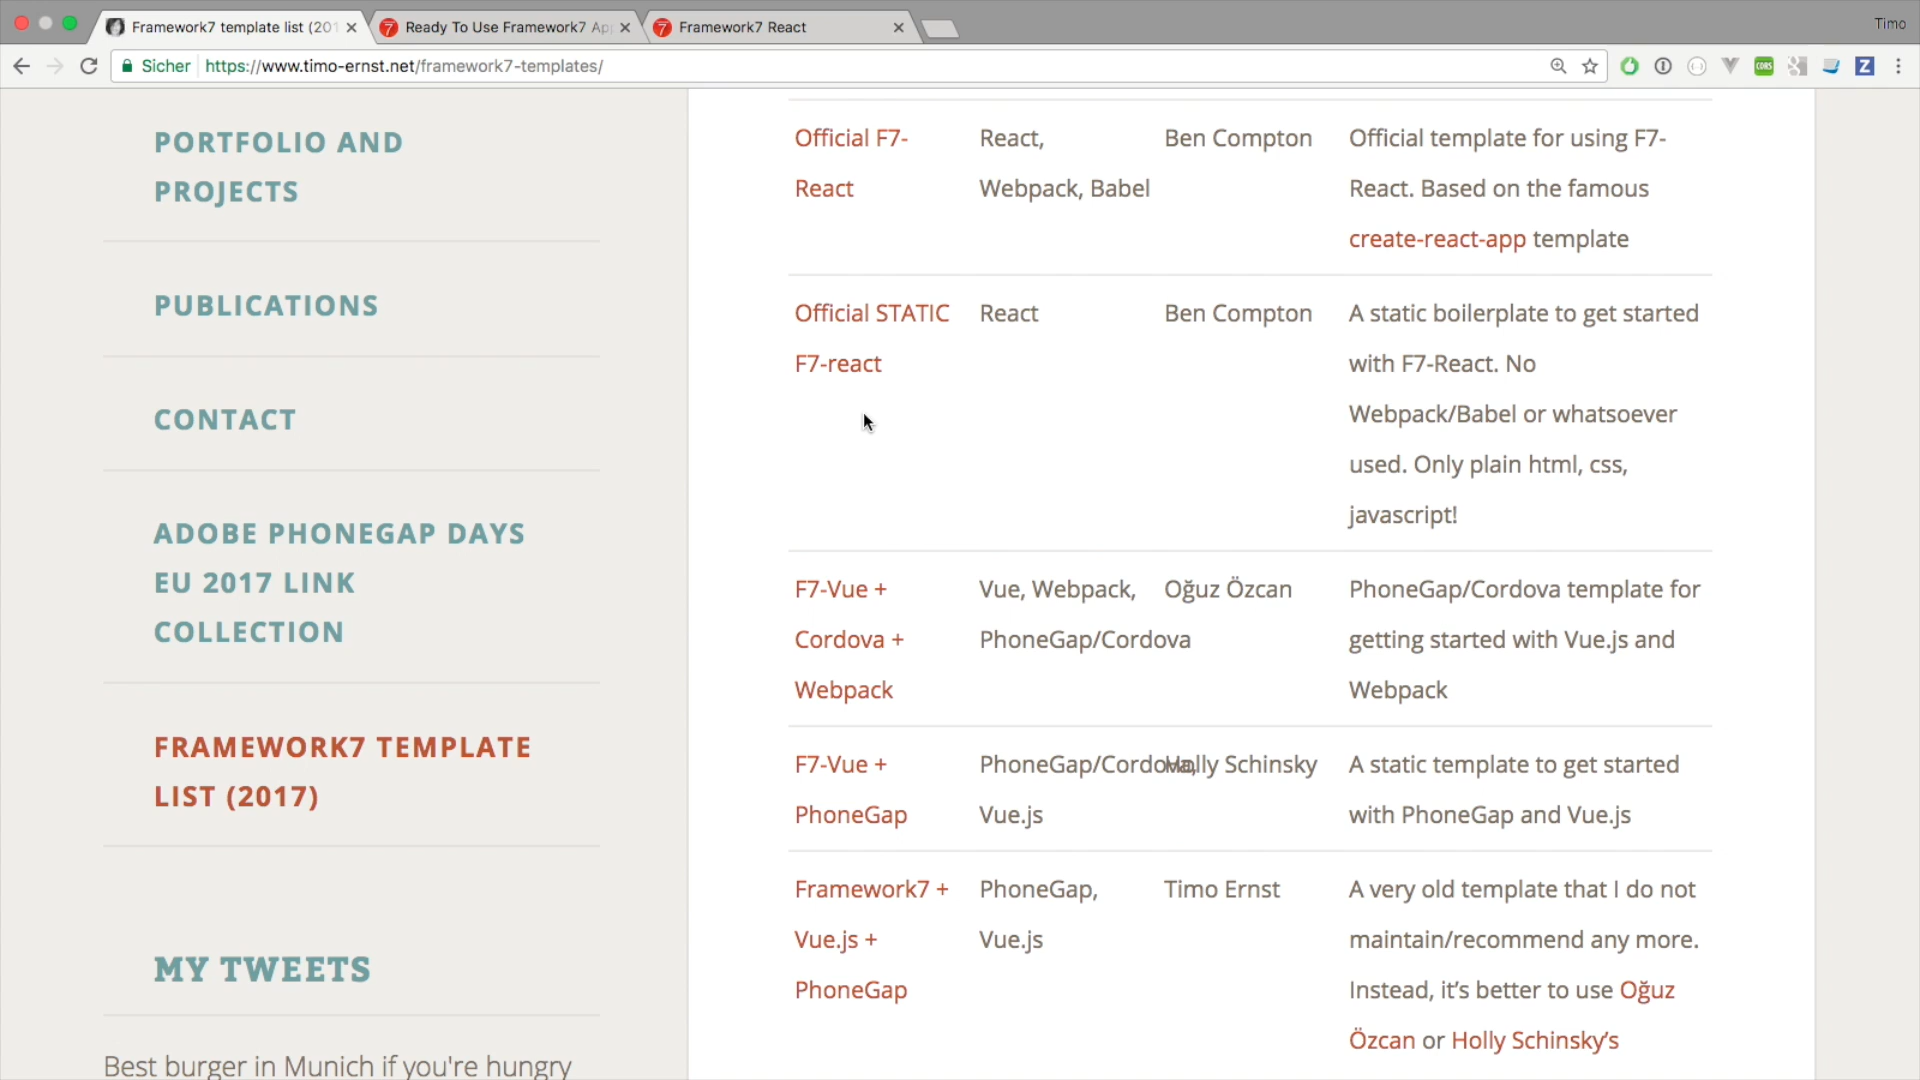 Timo
Framework7 template list (201
Ready To Use Framework7 Ap
Framework7 React
Sicher
https://www.timo-ernst.net/framework7-templates/
PORTFOLIO AND
PROJECTS
PUBLICATIONS
CONTACT
ADOBE PHONEGAP DAYS
EU 2017 LINK
COLLECTION
FRAMEWORK7 TEMPLATE
LIST (2017)
MY TWEETS
Best burger in Munich if you're hungry
Official F7-
React
React,
Webpack, Babel
Ben Compton
Official template for using F7-
React. Based on the famous
create-react-app template
Official STATIC
F7-react
React
Ben Compton
A static boilerplate to get started
with F7-React. No
Webpack/Babel or whatsoever
used. Only plain html, css,
javascript!
F7-Vue +
Cordova +
Webpack
Vue, Webpack,
PhoneGap/Cordova
Oğuz Özcan
PhoneGap/Cordova template for
getting started with Vue.js and
Webpack
F7-Vue +
PhoneGap
PhoneGap/Cordova,
Vue.js
Holly Schinsky
A static template to get started
with PhoneGap and Vue.js
Framework7 +
Vue.js +
PhoneGap
PhoneGap,
Vue.js
Timo Ernst
A very old template that I do not
maintain/recommend any more.
Instead, it's better to use Oğuz
Özcan or Holly Schinsky's